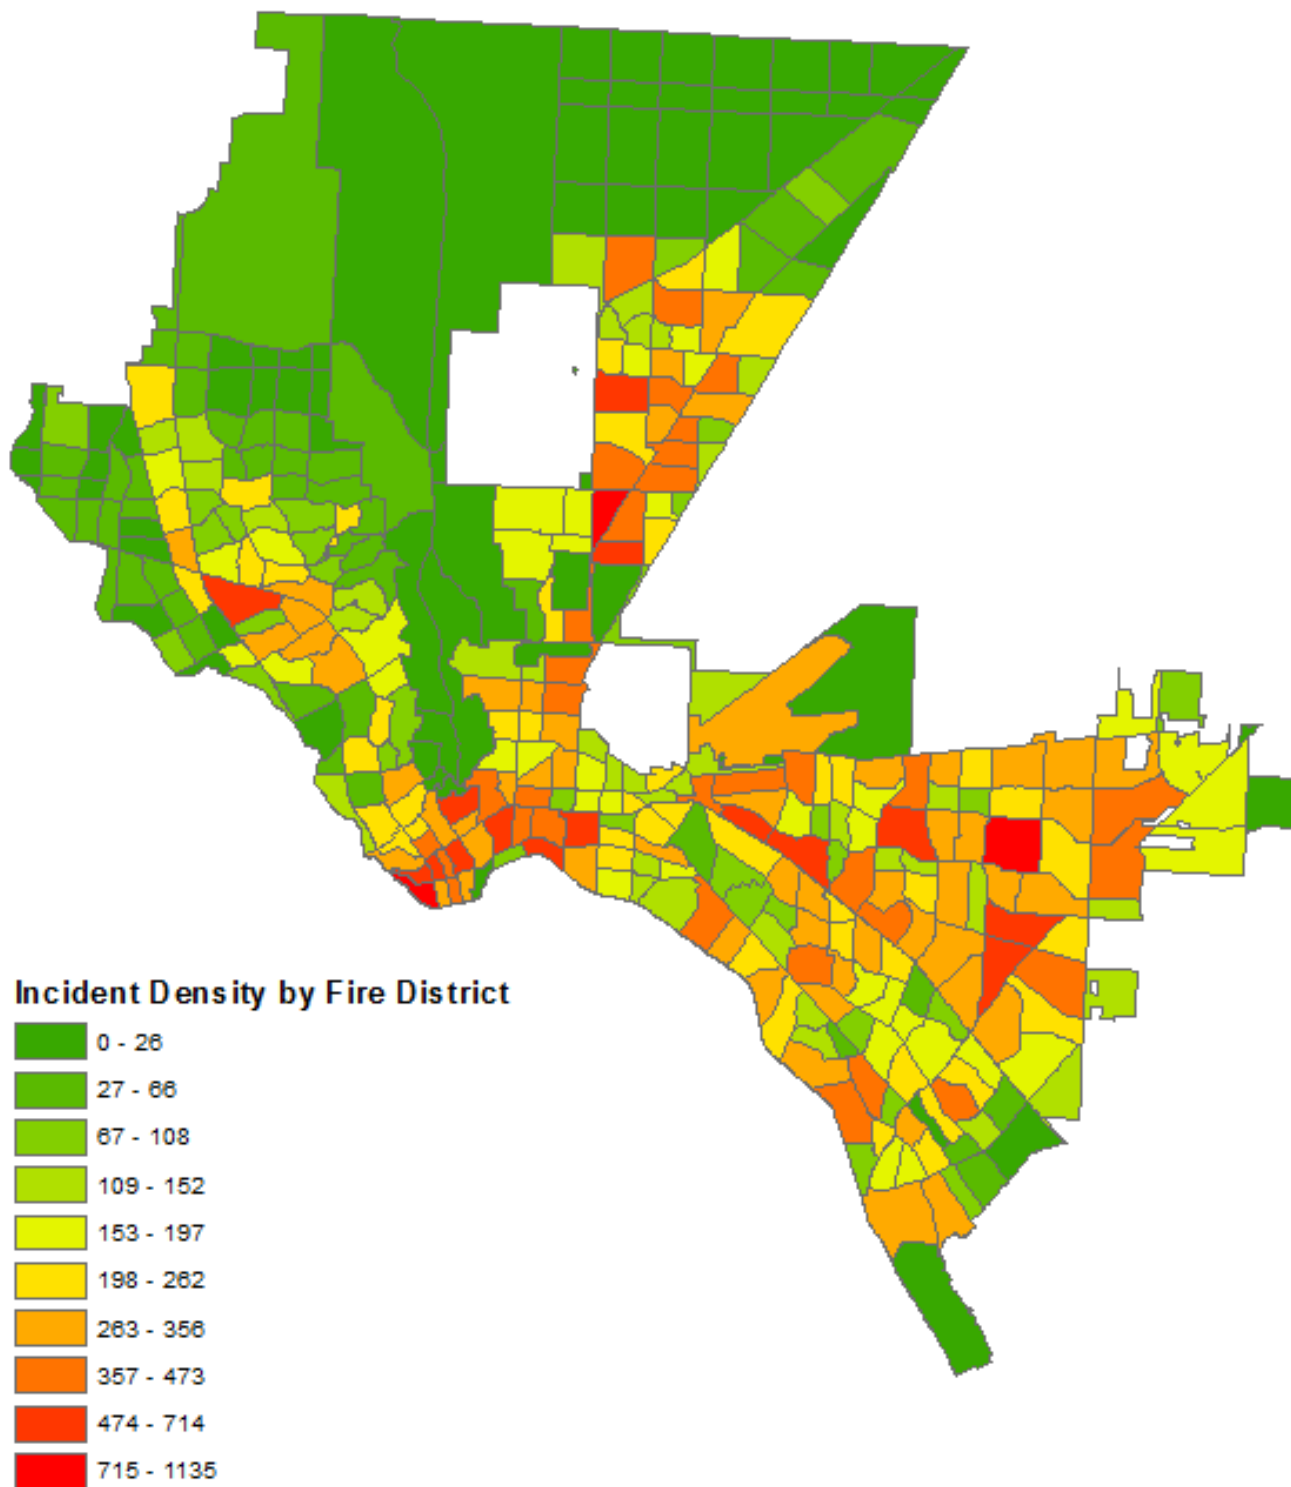 Incident Density by Fire District
0 - 26
27 - 66
67 - 108
109 - 152
153 - 197
198 - 262
263 - 356
357 - 473
474 - 714
715 - 1135